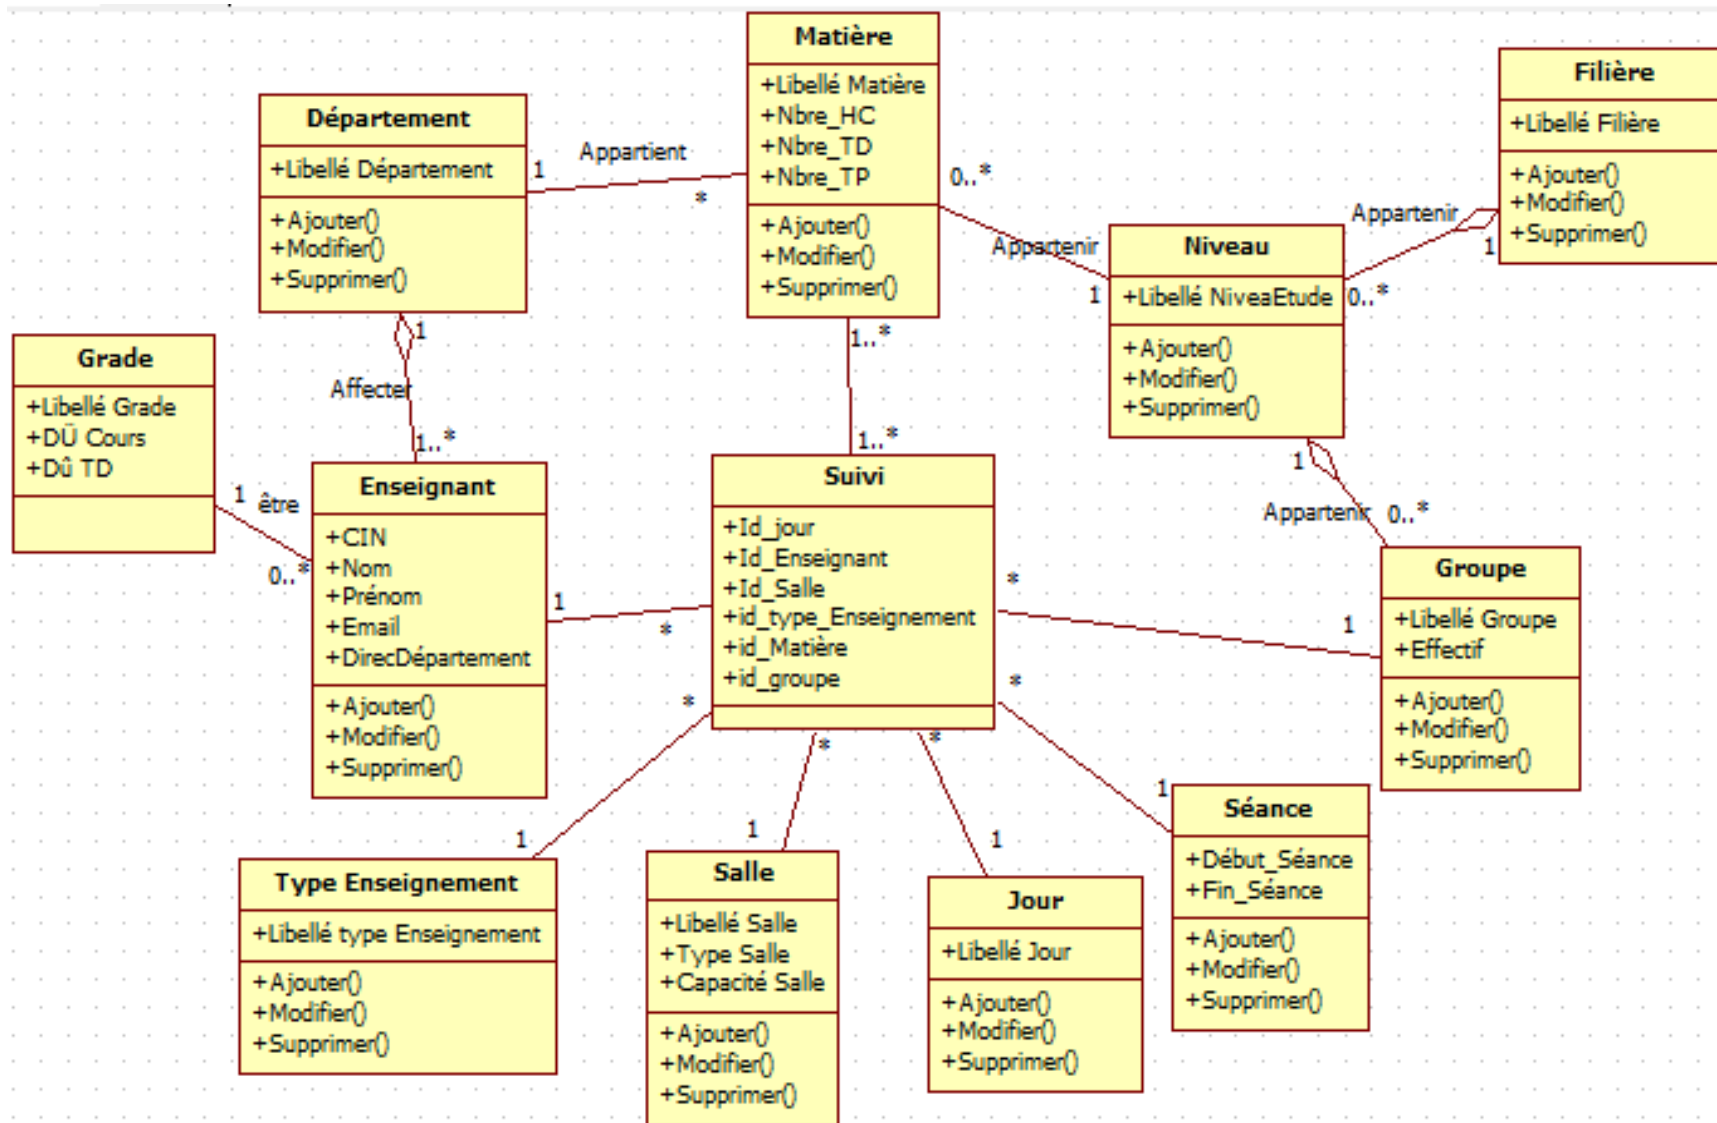 Matière
+Libellé Matière
+Nbre_HC
+Nbre_TD
+Nbre_TP
+Ajouter()
+Modifier()
+Supprimer()
Filière
+Libellé Filière
+Ajouter()
+Modifier()
+Supprimer()
Département
+Libellé Département
+Ajouter()
+Modifier()
+Supprimer()
1
Appartient
*
0..*
Appartenir
1
Niveau
+Libellé NiveaEtude
+Ajouter()
+Modifier()
+Supprimer()
Appartenir
1
0..*
Grade
+Libellé Grade
+DÛ Cours
+Dû TD
1
Affecter
1..*
1
être
0..*
Enseignant
+CIN
+Nom
+Prénom
+Email
+DirecDépartement
+Ajouter()
+Modifier()
+Supprimer()
1..*
1..*
Suivi
+Id_jour
+Id_Enseignant
+Id_Salle
+id_type_Enseignement
+id_Matière
+id_groupe
1
Appartenir
0..*
Groupe
+Libellé Groupe
+Effectif
+Ajouter()
+Modifier()
+Supprimer()
1
*
*
1
*
1
*
1
*
1
*
1
Type Enseignement
+Libellé type Enseignement
+Ajouter()
+Modifier()
+Supprimer()
Salle
+Libellé Salle
+Type Salle
+Capacité Salle
+Ajouter()
+Modifier()
+Supprimer()
Jour
+Libellé Jour
+Ajouter()
+Modifier()
+Supprimer()
Séance
+Début_Séance
+Fin_Séance
+Ajouter()
+Modifier()
+Supprimer()